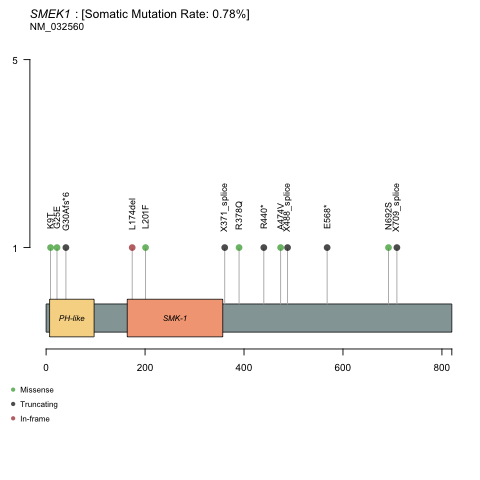 SMEK1 : [Somatic Mutation Rate: 0.78%]
NM_032560
5
1
K9T
G25E
G30Afs*6
L174del
L201F
X371_splice
R378Q
R440*
A474V
X488_splice
E568*
N692S
X709_splice
PH-like
SMK-1
0 200 400 600 800
Missense
Truncating
In-frame